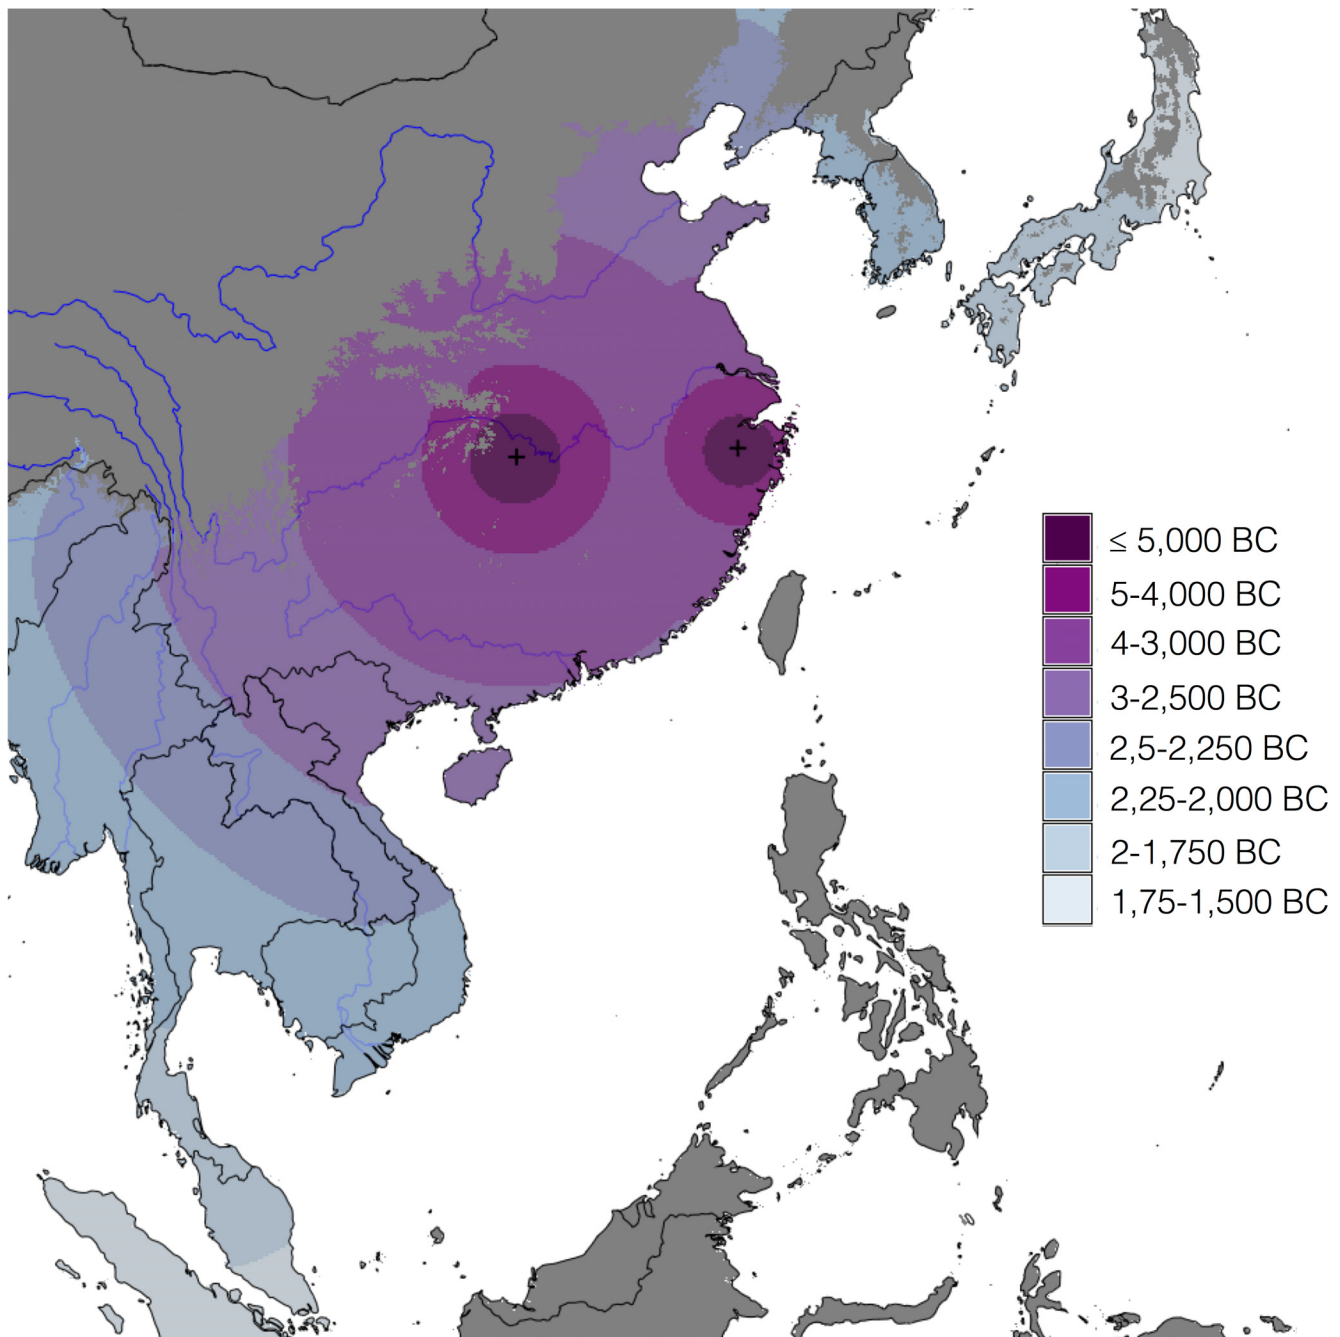 ≤ 5,000 BC
5-4,000 BC
4-3,000 BC
3-2,500 BC
2,5-2,250 BC
2,25-2,000 BC
2-1,750 BC
1,75-1,500 BC